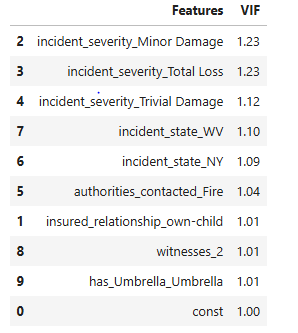 Features VIF
2 incident_severity_Minor Damage 1.23
3 incident_severity_Total Loss 1.23
4 incident_severity_Trivial Damage 1.12
7 incident_state_WV 1.10
6 incident_state_NY 1.09
5 authorities_contacted_Fire 1.04
1 insured_relationship_own-child 1.01
8 witnesses_2 1.01
9 has_Umbrella_Umbrella 1.01
0 const 1.00